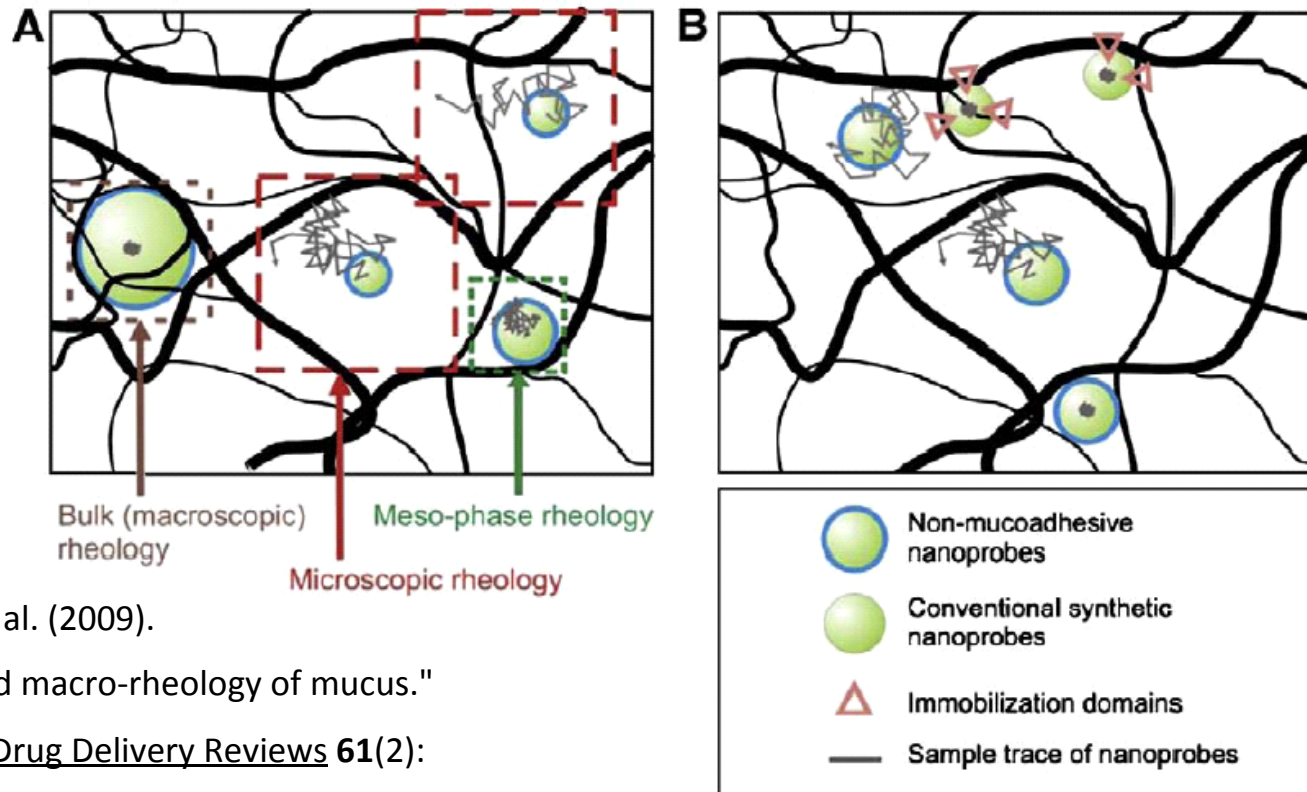 A
B
Bulk (macroscopic)
rheology
Meso-phase rheology
Microscopic rheology
al. (2009).
d macro-rheology of mucus."
Drug Delivery Reviews 61(2):
Non-mucoadhesive
nanoprobes
Conventional synthetic
nanoprobes
Immobilization domains
Sample trace of nanoprobes